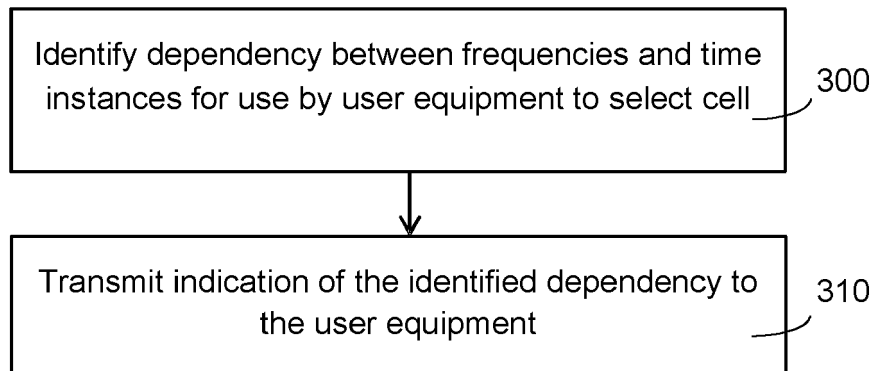 Identify dependency between frequencies and time
instances for use by user equipment to select cell
300
Transmit indication of the identified dependency to
the user equipment
310